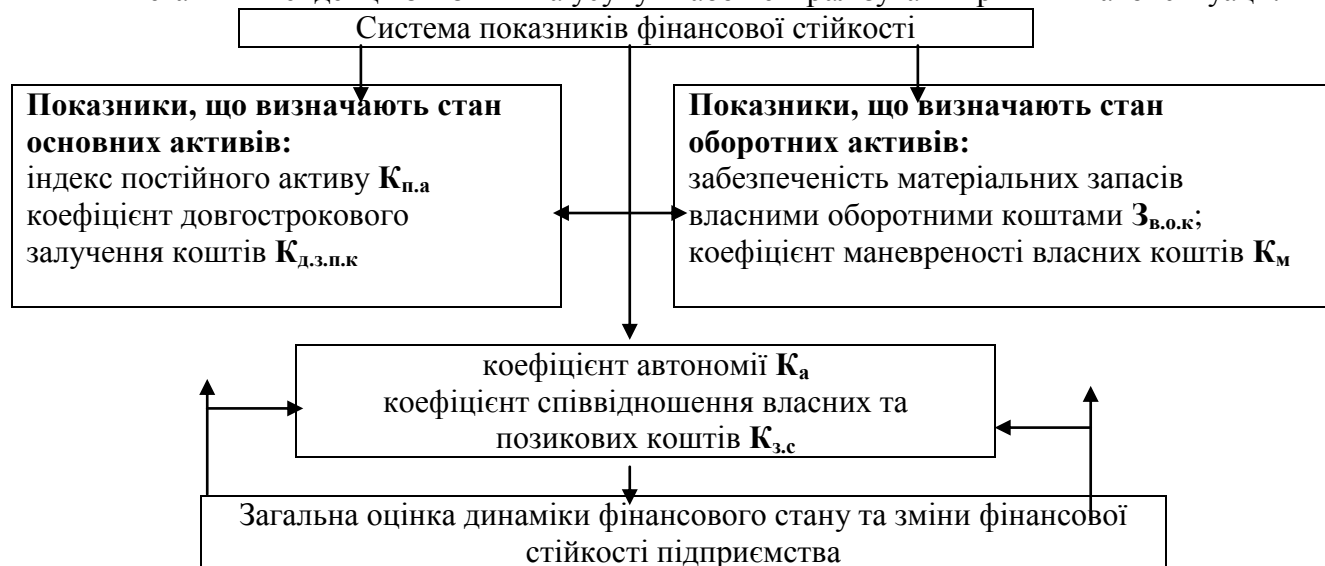 Система показників фінансової стійкості
Показники, що визначають стан
основних активів:
індекс постійного активу Кп.а
коефіцієнт довгострокового
залучення коштів Кд.з.п.к
Показники, що визначають стан
оборотних активів:
забезпеченість матеріальних запасів
власними оборотними коштами Зв.о.к;
коефіцієнт маневреності власних коштів Км
коефіцієнт автономії Ка
коефіцієнт співвідношення власних та
позикових коштів Кз.с
Загальна оцінка динаміки фінансового стану та зміни фінансової
стійкості підприємства